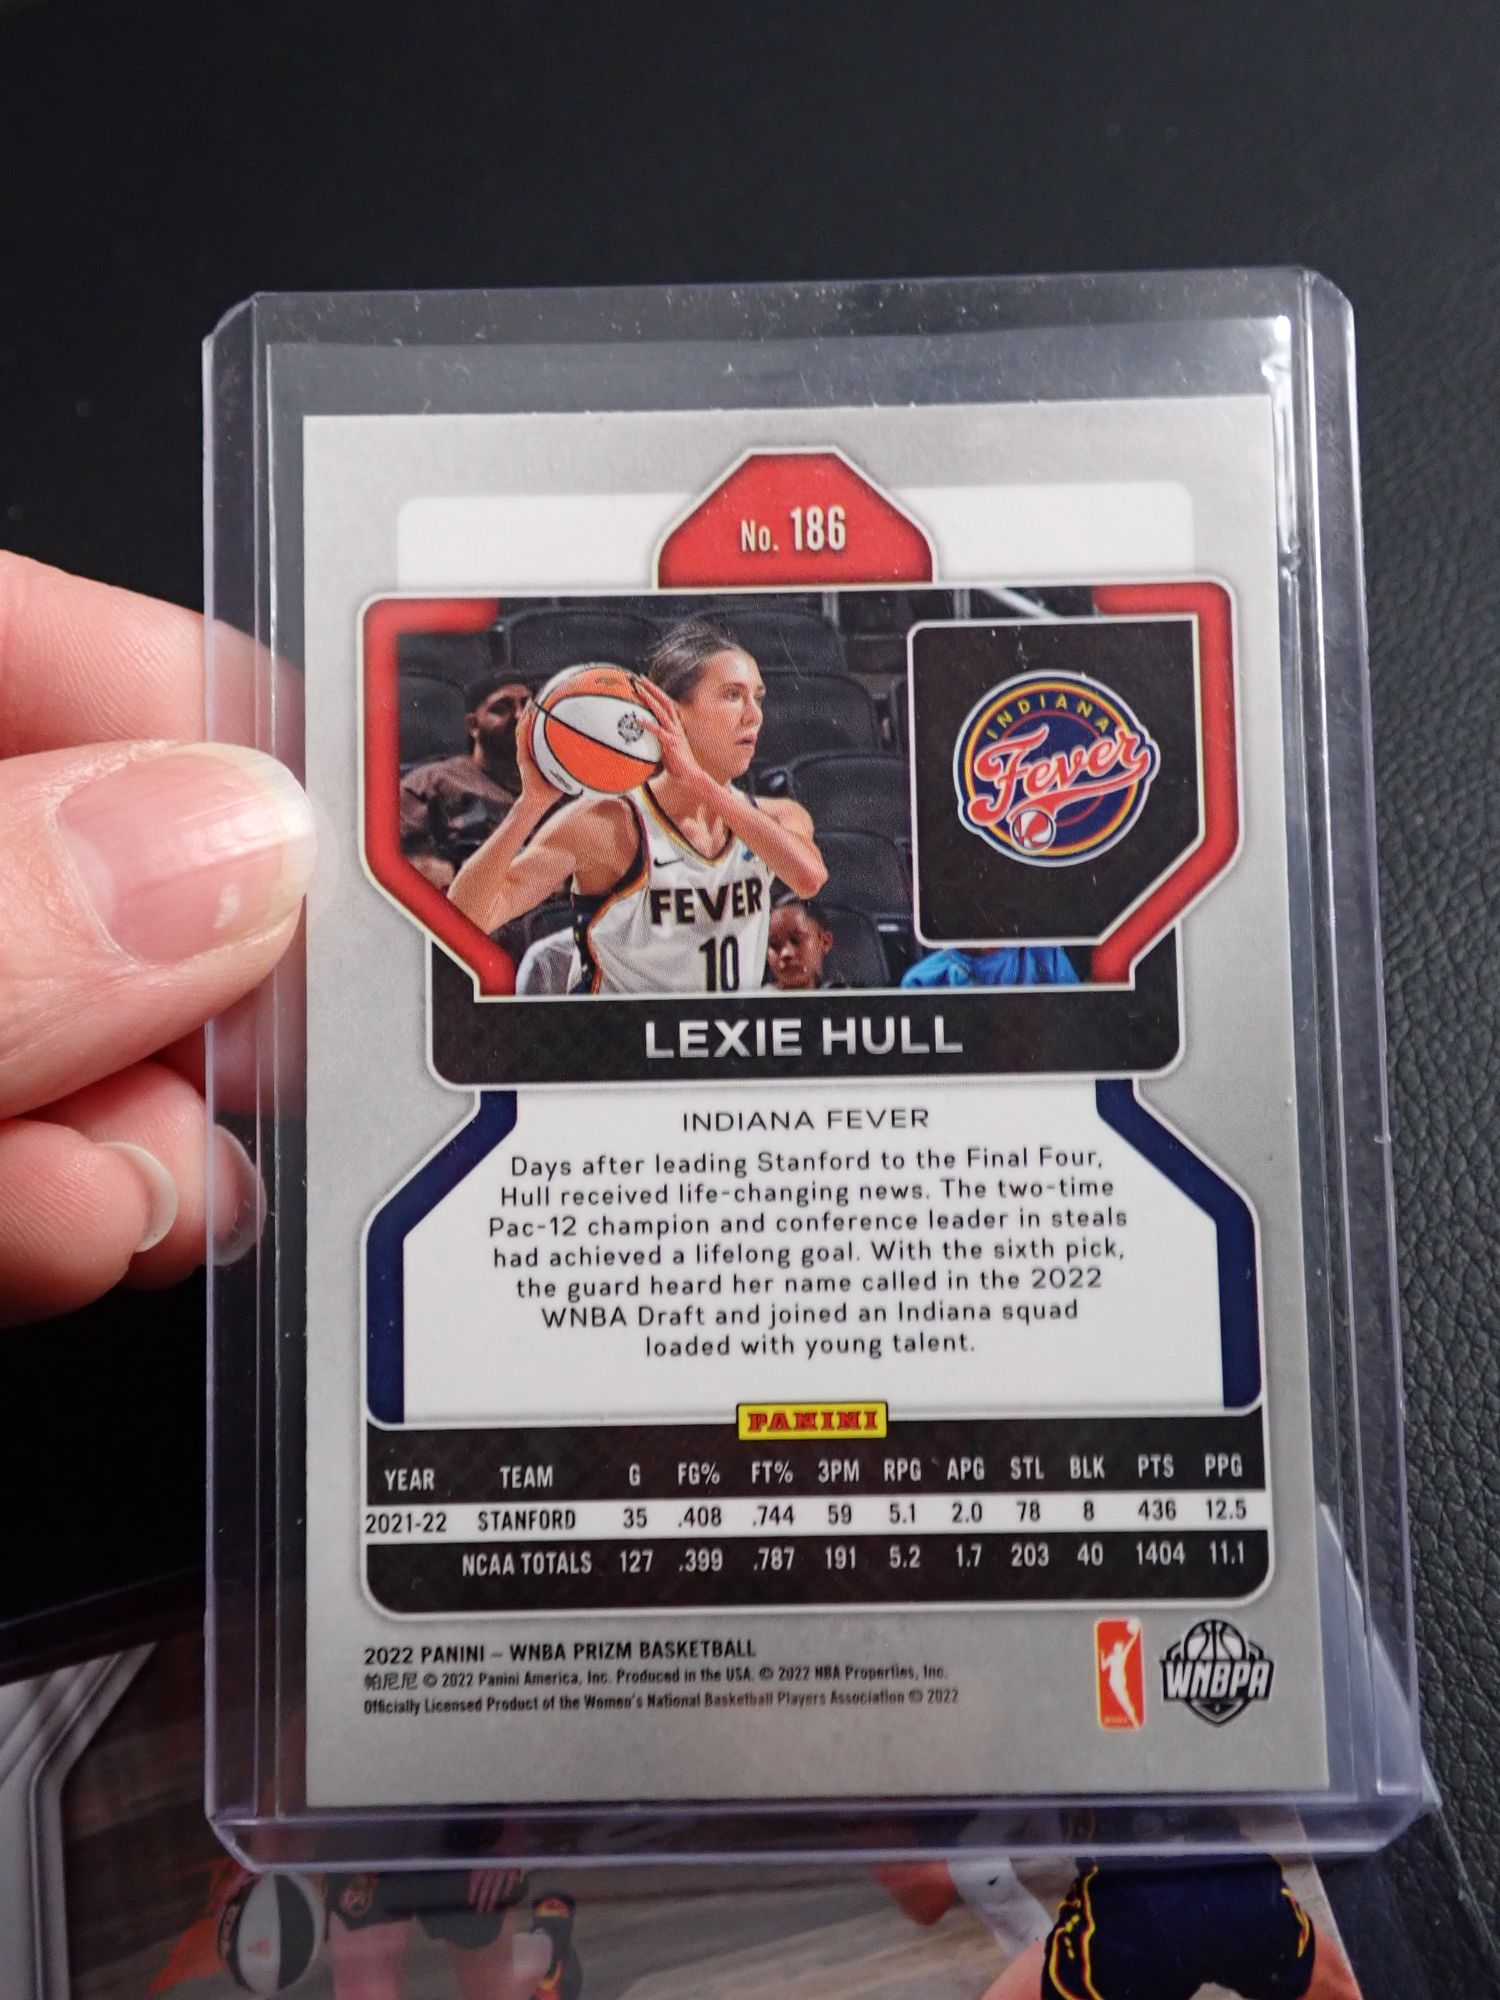 No. 186
INDIANA
Fever
FEVER
10
LEXIE HULL
INDIANA FEVER
Days after leading Stanford to the Final Four,
Hull received life-changing news. The two-time
Pac-12 champion and conference leader in steals
had achieved a lifelong goal. With the sixth pick,
the guard heard her name called in the 2022
WNBA Draft and joined an Indiana squad
loaded with young talent.
PANINI
YEAR TEAM G FG% FT% 3PM RPG APG STL BLK PTS PPG
2021-22 STANFORD 35 .408 .744 59 5.1 2.0 78 8 436 12.5
NCAA TOTALS 127 .399 .787 191 5.2 1.7 203 40 1404 11.1
2022 PANINI – WNBA PRIZM BASKETBALL
帕尼尼 © 2022 Panini America, Inc. Produced in the USA. © 2022 NBA Properties, Inc.
Officially Licensed Product of the Women's National Basketball Players Association © 2022
WNBPA